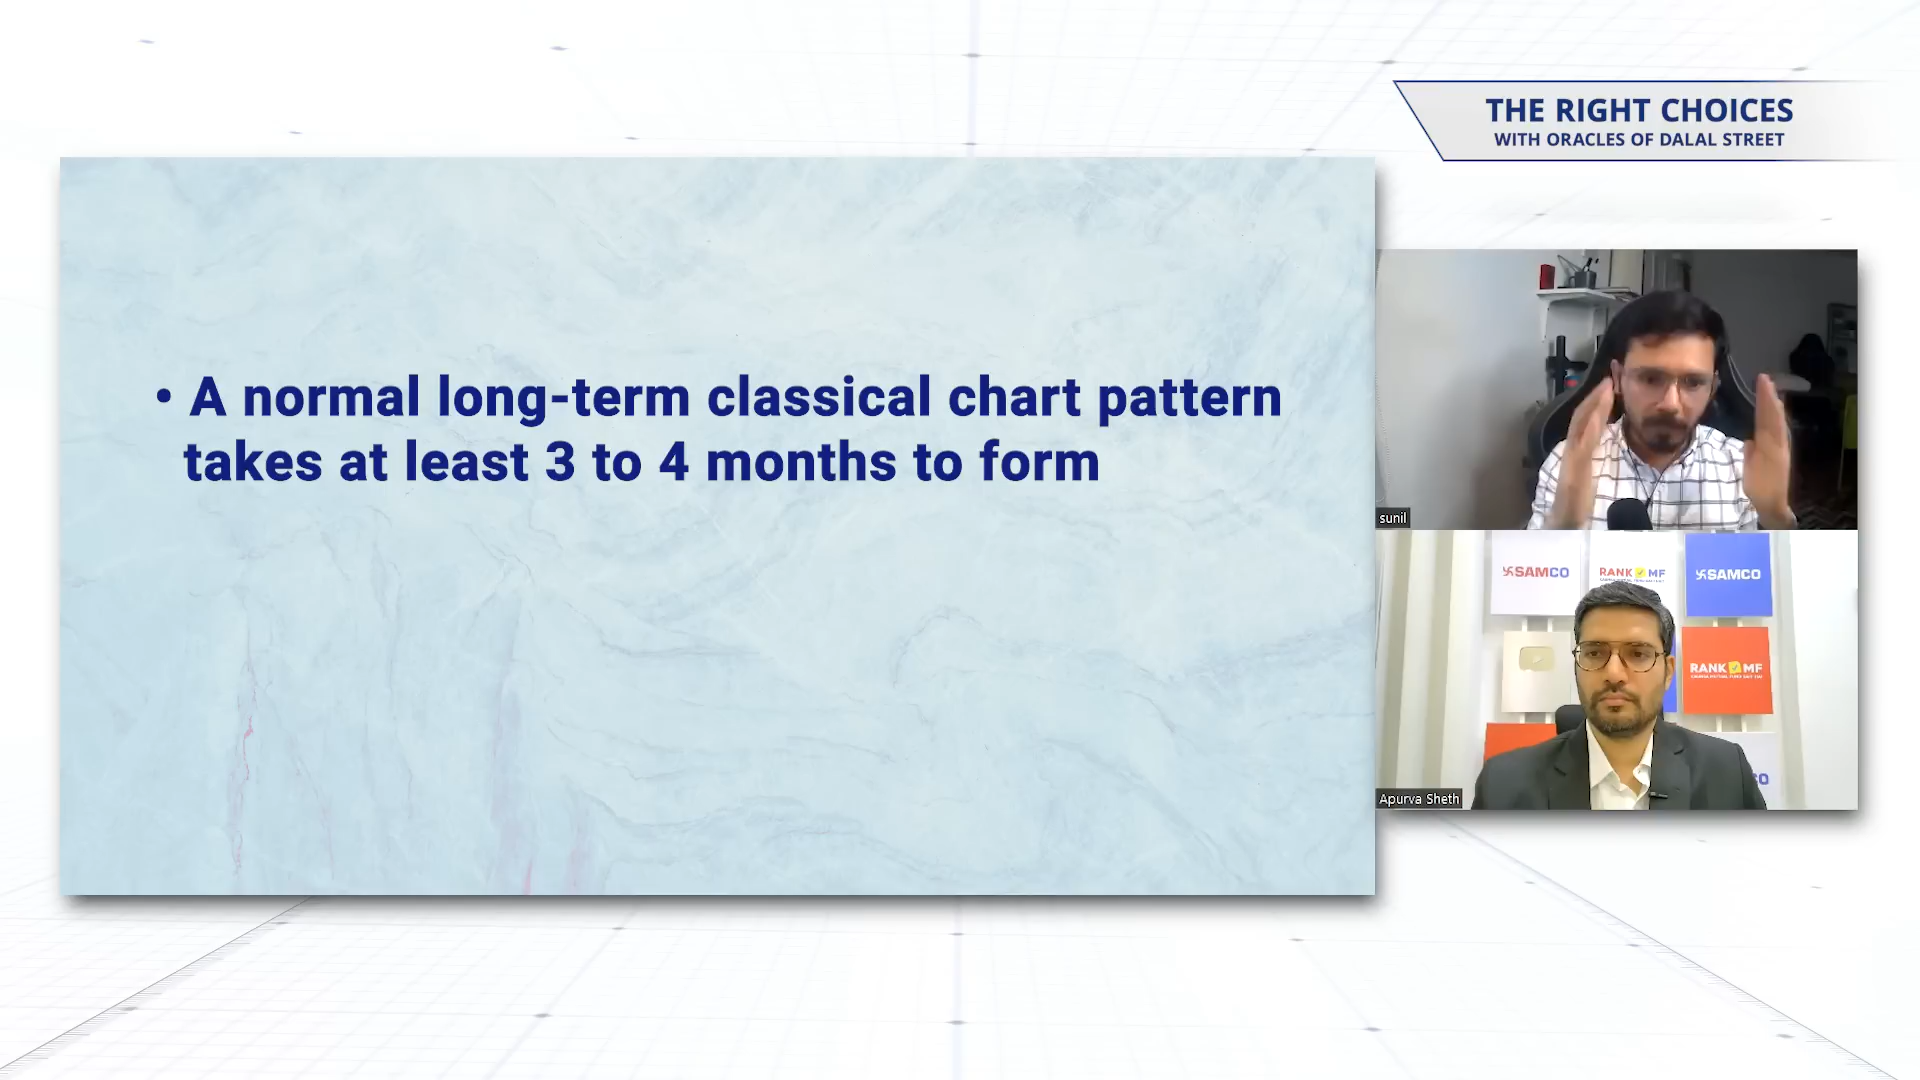 THE RIGHT CHOICES
WITH ORACLES OF DALAL STREET
• A normal long-term classical chart pattern
takes at least 3 to 4 months to form
sunil
SAMCO
RANK MF
SAMCO
RANK MF
CO
Apurva Sheth